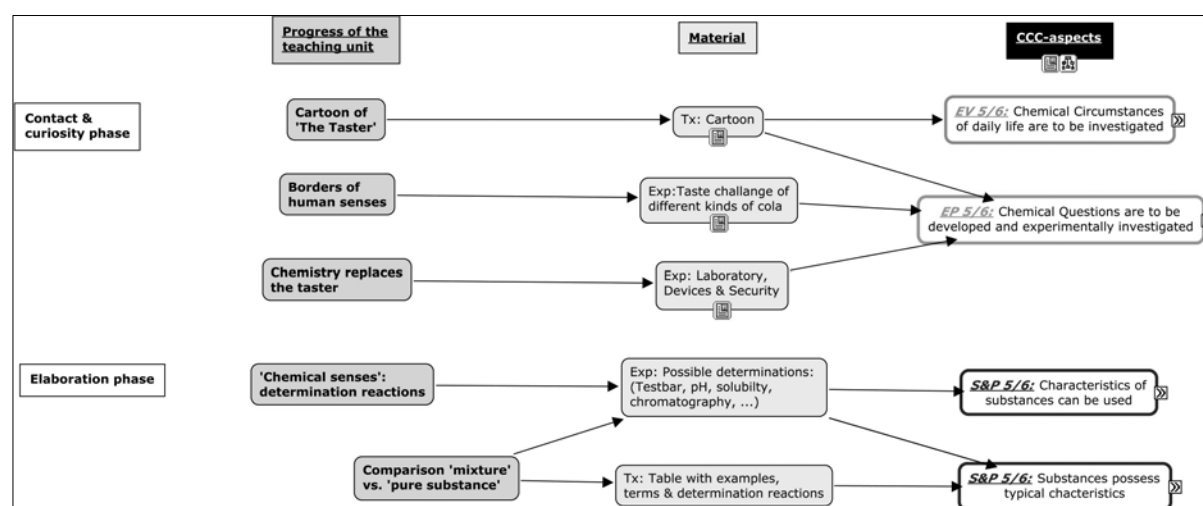 Progress of the
teaching unit
Material
CCC-aspects
Contact &
curiosity phase
Cartoon of
'The Taster'
Tx: Cartoon
EV 5/6: Chemical Circumstances
of daily life are to be investigated
Borders of
human senses
Exp:Taste challange of
different kinds of cola
EP 5/6: Chemical Questions are to be
developed and experimentally investigated
Chemistry replaces
the taster
Exp: Laboratory,
Devices & Security
Elaboration phase
'Chemical senses':
determination reactions
Exp: Possible determinations:
(Testbar, pH, solubilty,
chromatography, ...)
S&P 5/6: Characteristics of
substances can be used
Comparison 'mixture'
vs. 'pure substance'
Tx: Table with examples,
terms & determination reactions
S&P 5/6: Substances possess
typical chacteristics